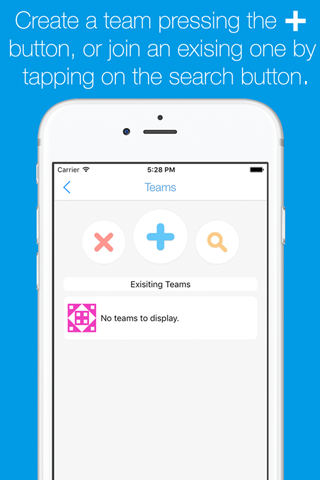 Create a team pressing the +
button, or join an exising one by
tapping on the search button.
Carrier 5:28 PM
Teams
Exisiting Teams
No teams to display.